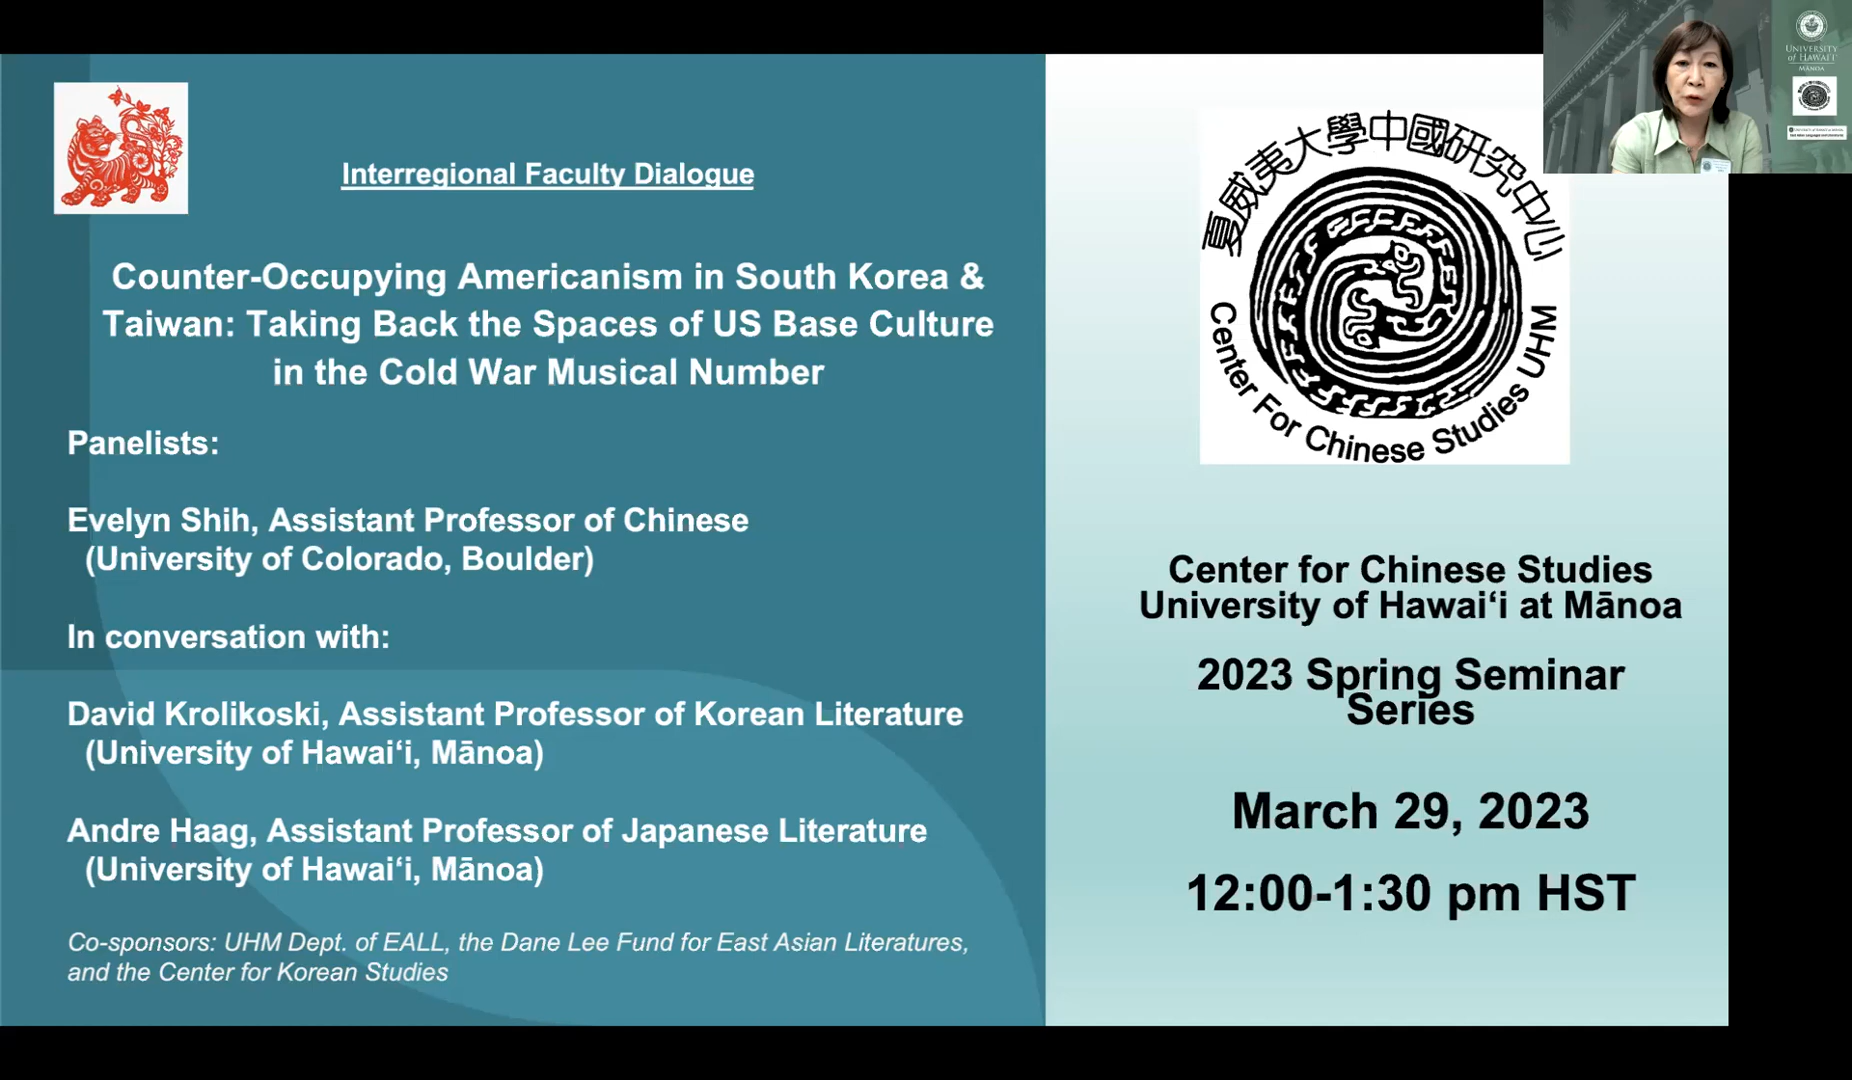 Interregional Faculty Dialogue
Counter-Occupying Americanism in South Korea &
Taiwan: Taking Back the Spaces of US Base Culture
in the Cold War Musical Number
Panelists:
Evelyn Shih, Assistant Professor of Chinese
(University of Colorado, Boulder)
In conversation with:
David Krolikoski, Assistant Professor of Korean Literature
(University of Hawaiʻi, Mānoa)
Andre Haag, Assistant Professor of Japanese Literature
(University of Hawaiʻi, Mānoa)
Co-sponsors: UHM Dept. of EALL, the Dane Lee Fund for East Asian Literatures,
and the Center for Korean Studies
夏威夷大學中國研究中心
Center For Chinese Studies UHM
Center for Chinese Studies
University of Hawaiʻi at Mānoa
2023 Spring Seminar
Series
March 29, 2023
12:00-1:30 pm HST
UNIVERSITY
of HAWAIʻI
MĀNOA